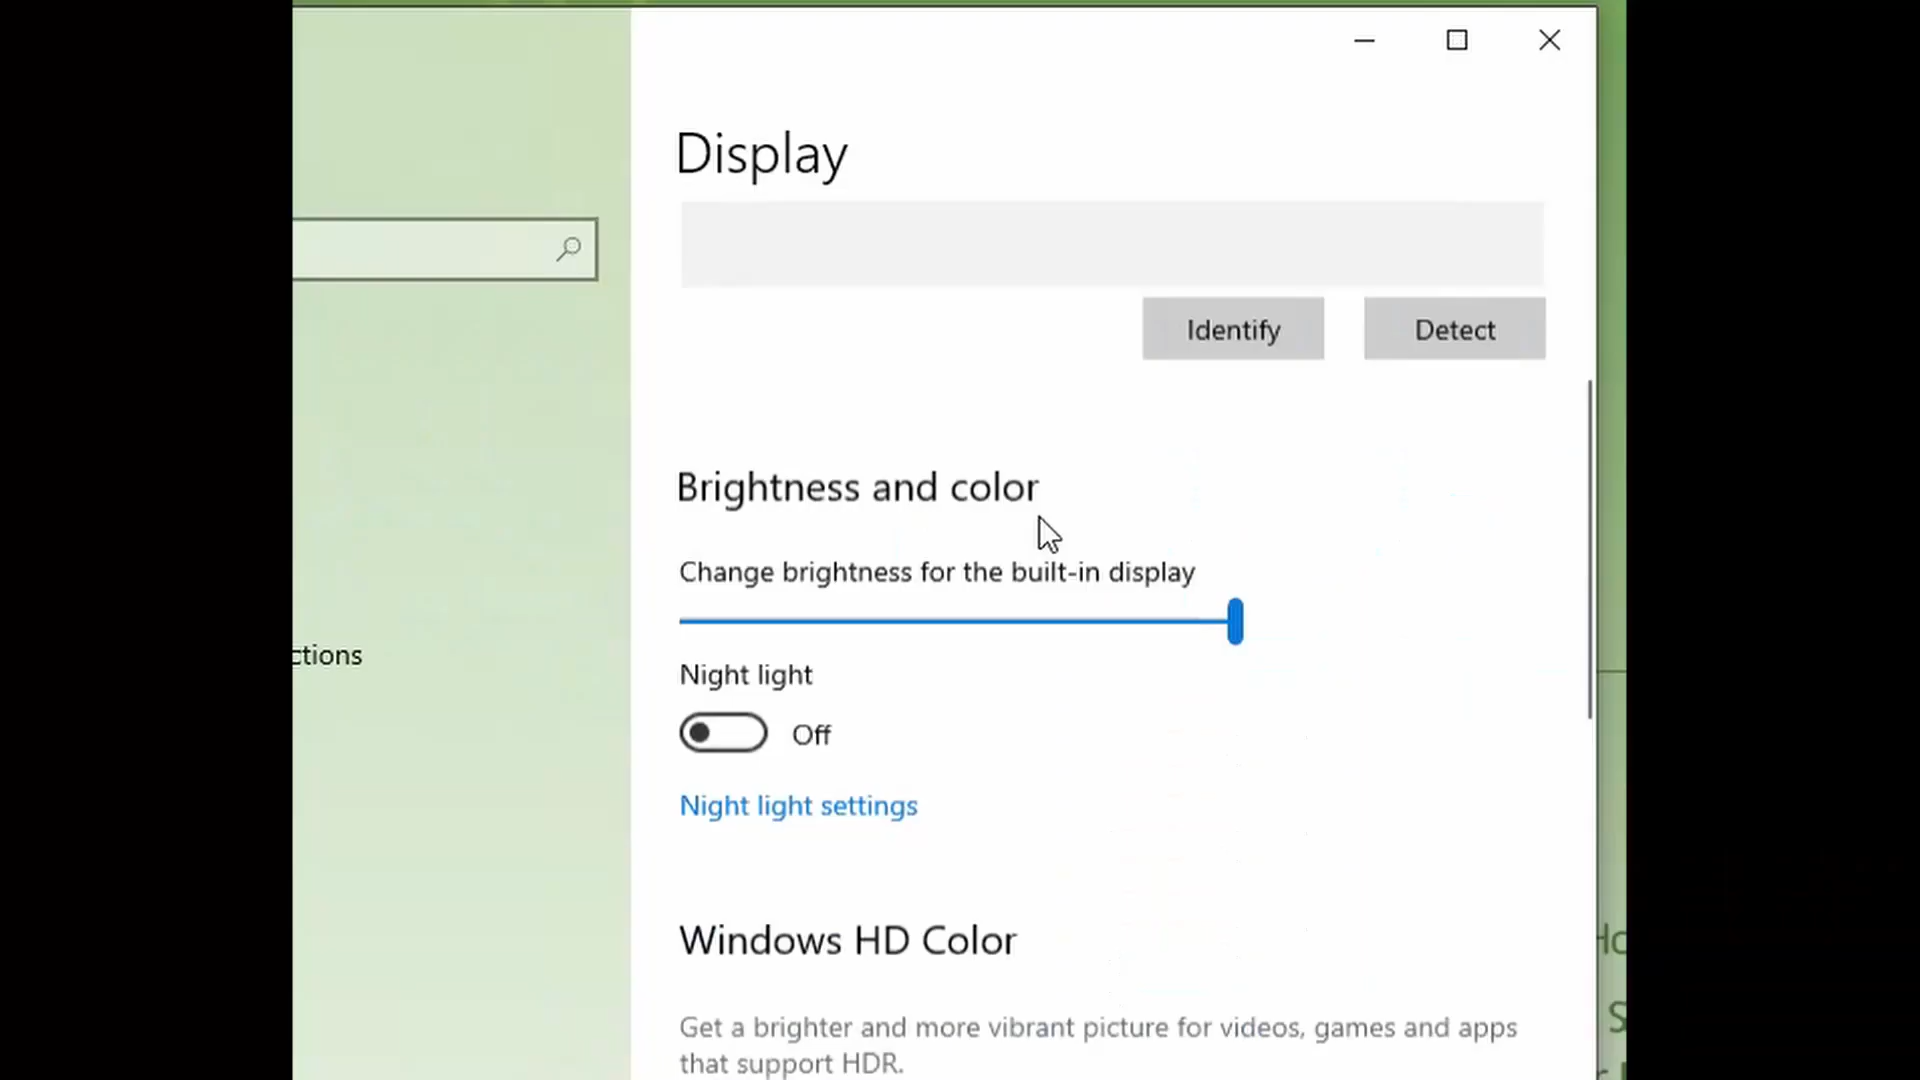 Display
Identify
Detect
Brightness and color
Change brightness for the built-in display
ctions
Night light
Off
Night light settings
Windows HD Color
Get a brighter and more vibrant picture for videos, games and apps
that support HDR.